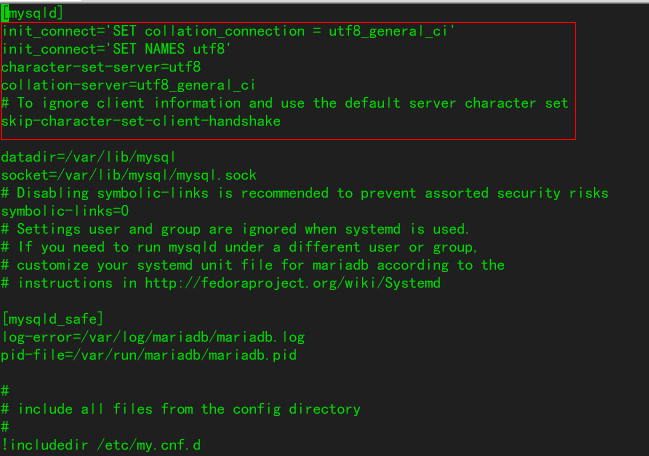 [mysqld]
init_connect='SET collation_connection = utf8_general_ci'
init_connect='SET NAMES utf8'
character-set-server=utf8
collation-server=utf8_general_ci
# To ignore client information and use the default server character set
skip-character-set-client-handshake
datadir=/var/lib/mysql
socket=/var/lib/mysql/mysql.sock
# Disabling symbolic-links is recommended to prevent assorted security risks
symbolic-links=0
# Settings user and group are ignored when systemd is used.
# If you need to run mysqld under a different user or group,
# customize your systemd unit file for mariadb according to the
# instructions in http://fedoraproject.org/wiki/Systemd
[mysqld_safe]
log-error=/var/log/mariadb/mariadb.log
pid-file=/var/run/mariadb/mariadb.pid
#
# include all files from the config directory
#
!includedir /etc/my.cnf.d